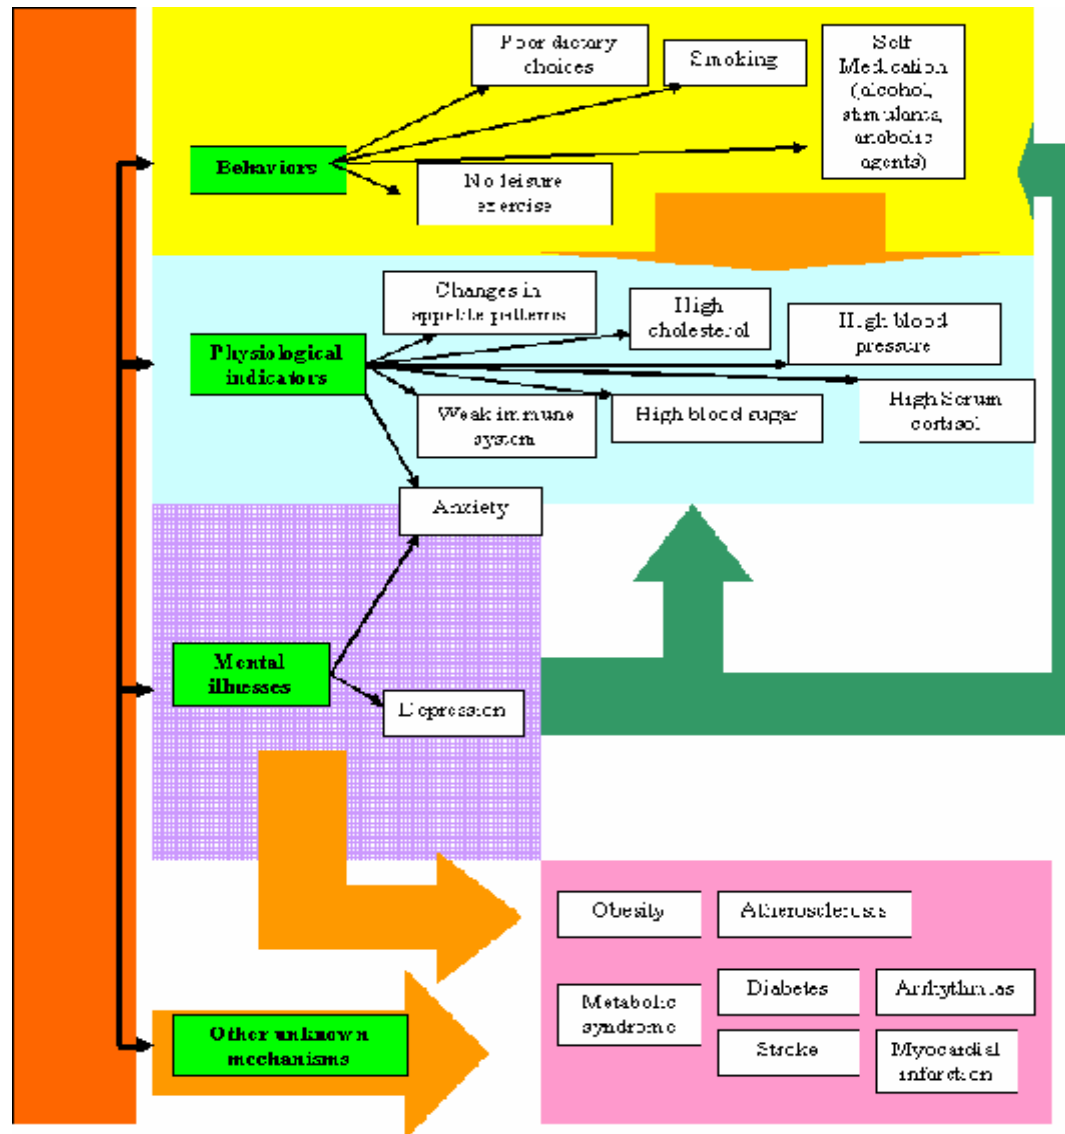 Poor dietary
choices
Smoking
Self
Medication
(alcohol,
stimulants,
anabolic
agents)
Behaviors
No leisure
exercise
Changes in
appetite patterns
High
cholesterol
High blood
pressure
Physiological
indicators
Weak immune
system
High blood sugar
High Serum
cortisol
Anxiety
Mental
illnesses
Depression
Obesity
Atherosclerosis
Metabolic
syndrome
Diabetes
Arrhythmias
Stroke
Myocardial
infarction
Other unknown
mechanisms